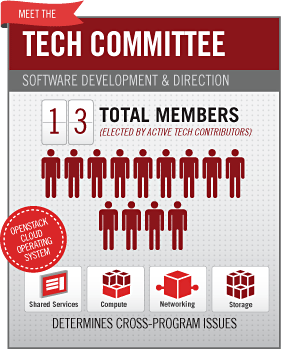 MEET THE
TECH COMMITTEE
SOFTWARE DEVELOPMENT & DIRECTION
13 TOTAL MEMBERS
(ELECTED BY ACTIVE TECH CONTRIBUTORS)
OPENSTACK
CLOUD
OPERATING
SYSTEM
Shared Services
Compute
Networking
Storage
DETERMINES CROSS-PROGRAM ISSUES